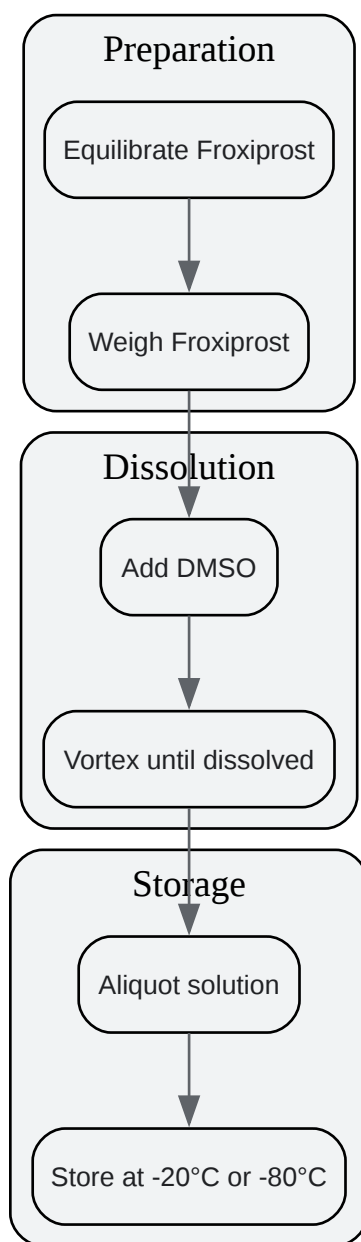 Preparation
Equilibrate Froxiprost
Weigh Froxiprost
Dissolution
Add DMSO
Vortex until dissolved
Storage
Aliquot solution
Store at -20°C or -80°C